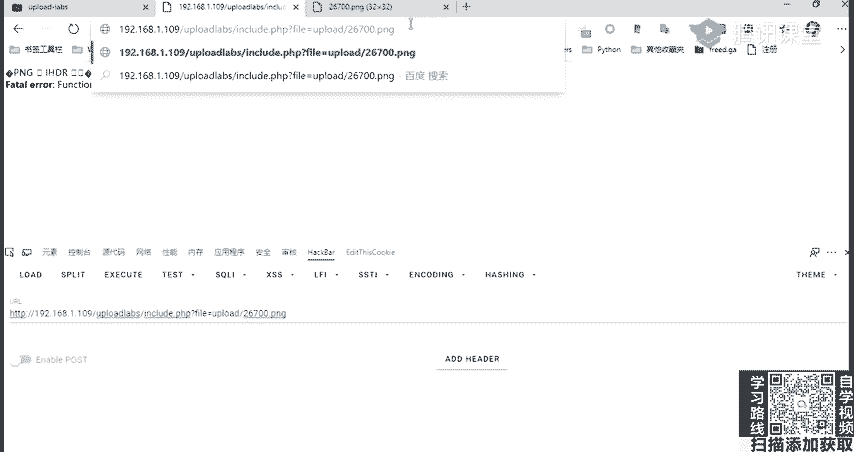 upload-labs
192.168.1.109/uploadlabs/inclu
26700.png (32×32)
192.168.1.109/uploadlabs/include.php?file=upload/26700.png
书签工具栏
192.168.1.109/uploadlabs/include.php?file=upload/26700.png
Python
其他收藏夹
freed.ga
注册
腾讯课堂
192.168.1.109/uploadlabs/include.php?file=upload/26700.png - 百度 搜索
�PNG
IHDR
Fatal error: Function
元素 控制台 源代码 网络 性能 内存 应用程序 安全 审核 HackBar EditThisCookie
LOAD SPLIT EXECUTE TEST SQLI XSS LFI SSTI ENCODING HASHING THEME
URL
http://192.168.1.109/uploadlabs/include.php?file=upload/26700.png
Enable POST
ADD HEADER
学习路线
自学视频
扫描添加获取